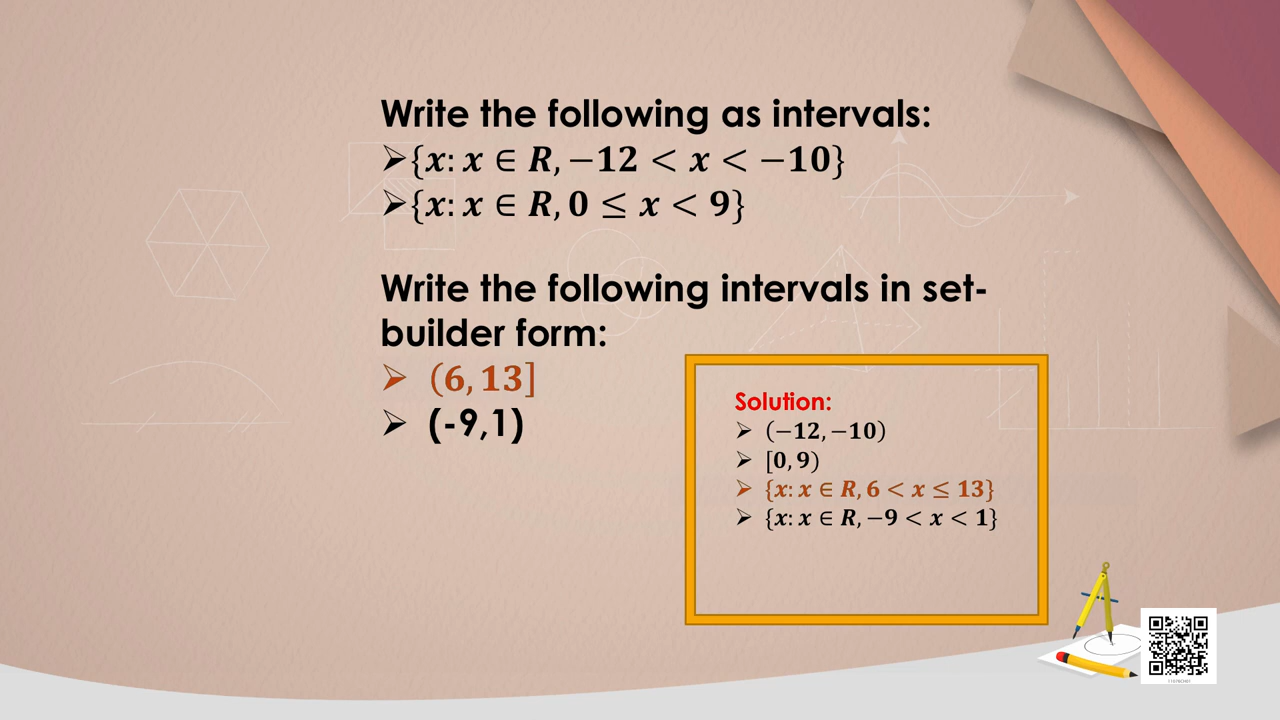 Write the following as intervals:
➢{x: x ∈ R, −12 < x < −10}
➢{x: x ∈ R, 0 ≤ x < 9}
Write the following intervals in set-
builder form:
➢ (6, 13]
➢ (-9,1)
Solution:
➢ (−12, −10)
➢ [0, 9)
➢ {x: x ∈ R, 6 < x ≤ 13}
➢ {x: x ∈ R, −9 < x < 1}